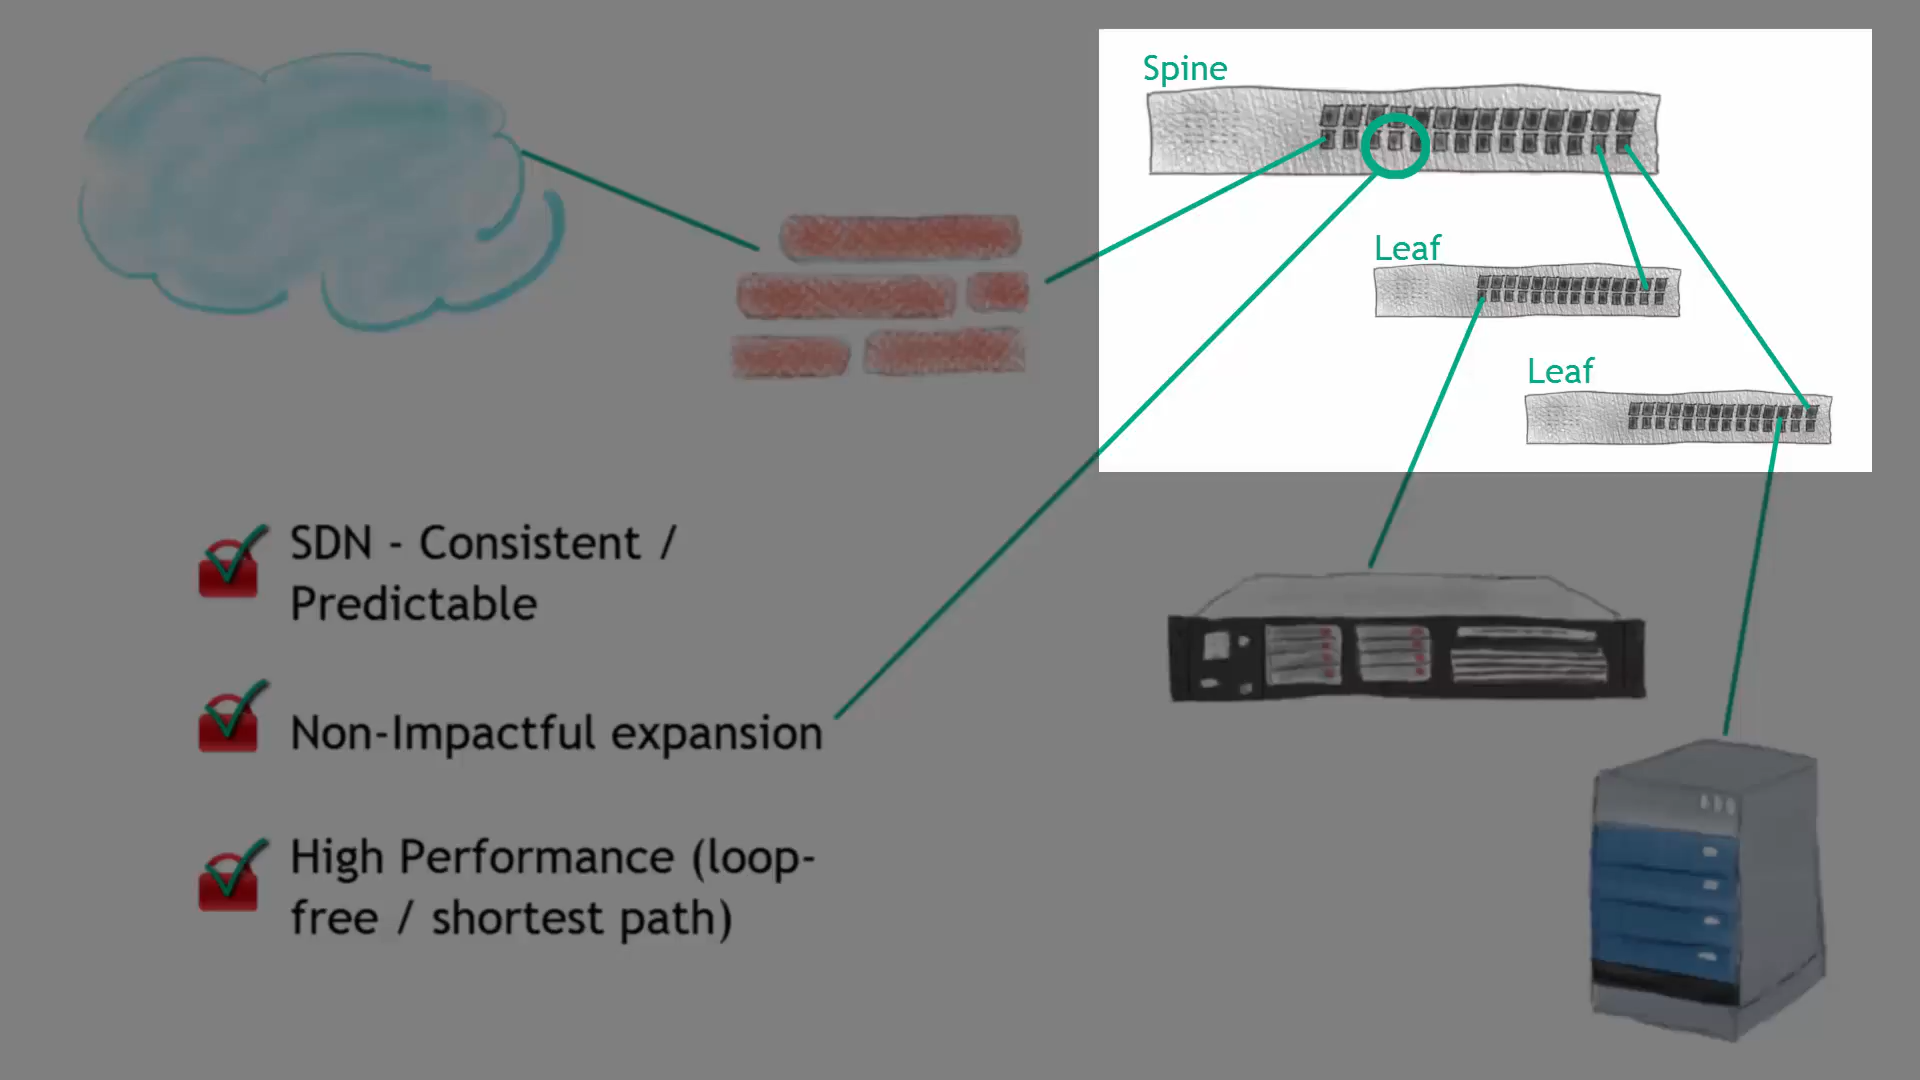 Spine
Leaf
Leaf
SDN - Consistent /
Predictable
Non-Impactful expansion
High Performance (loop-
free / shortest path)